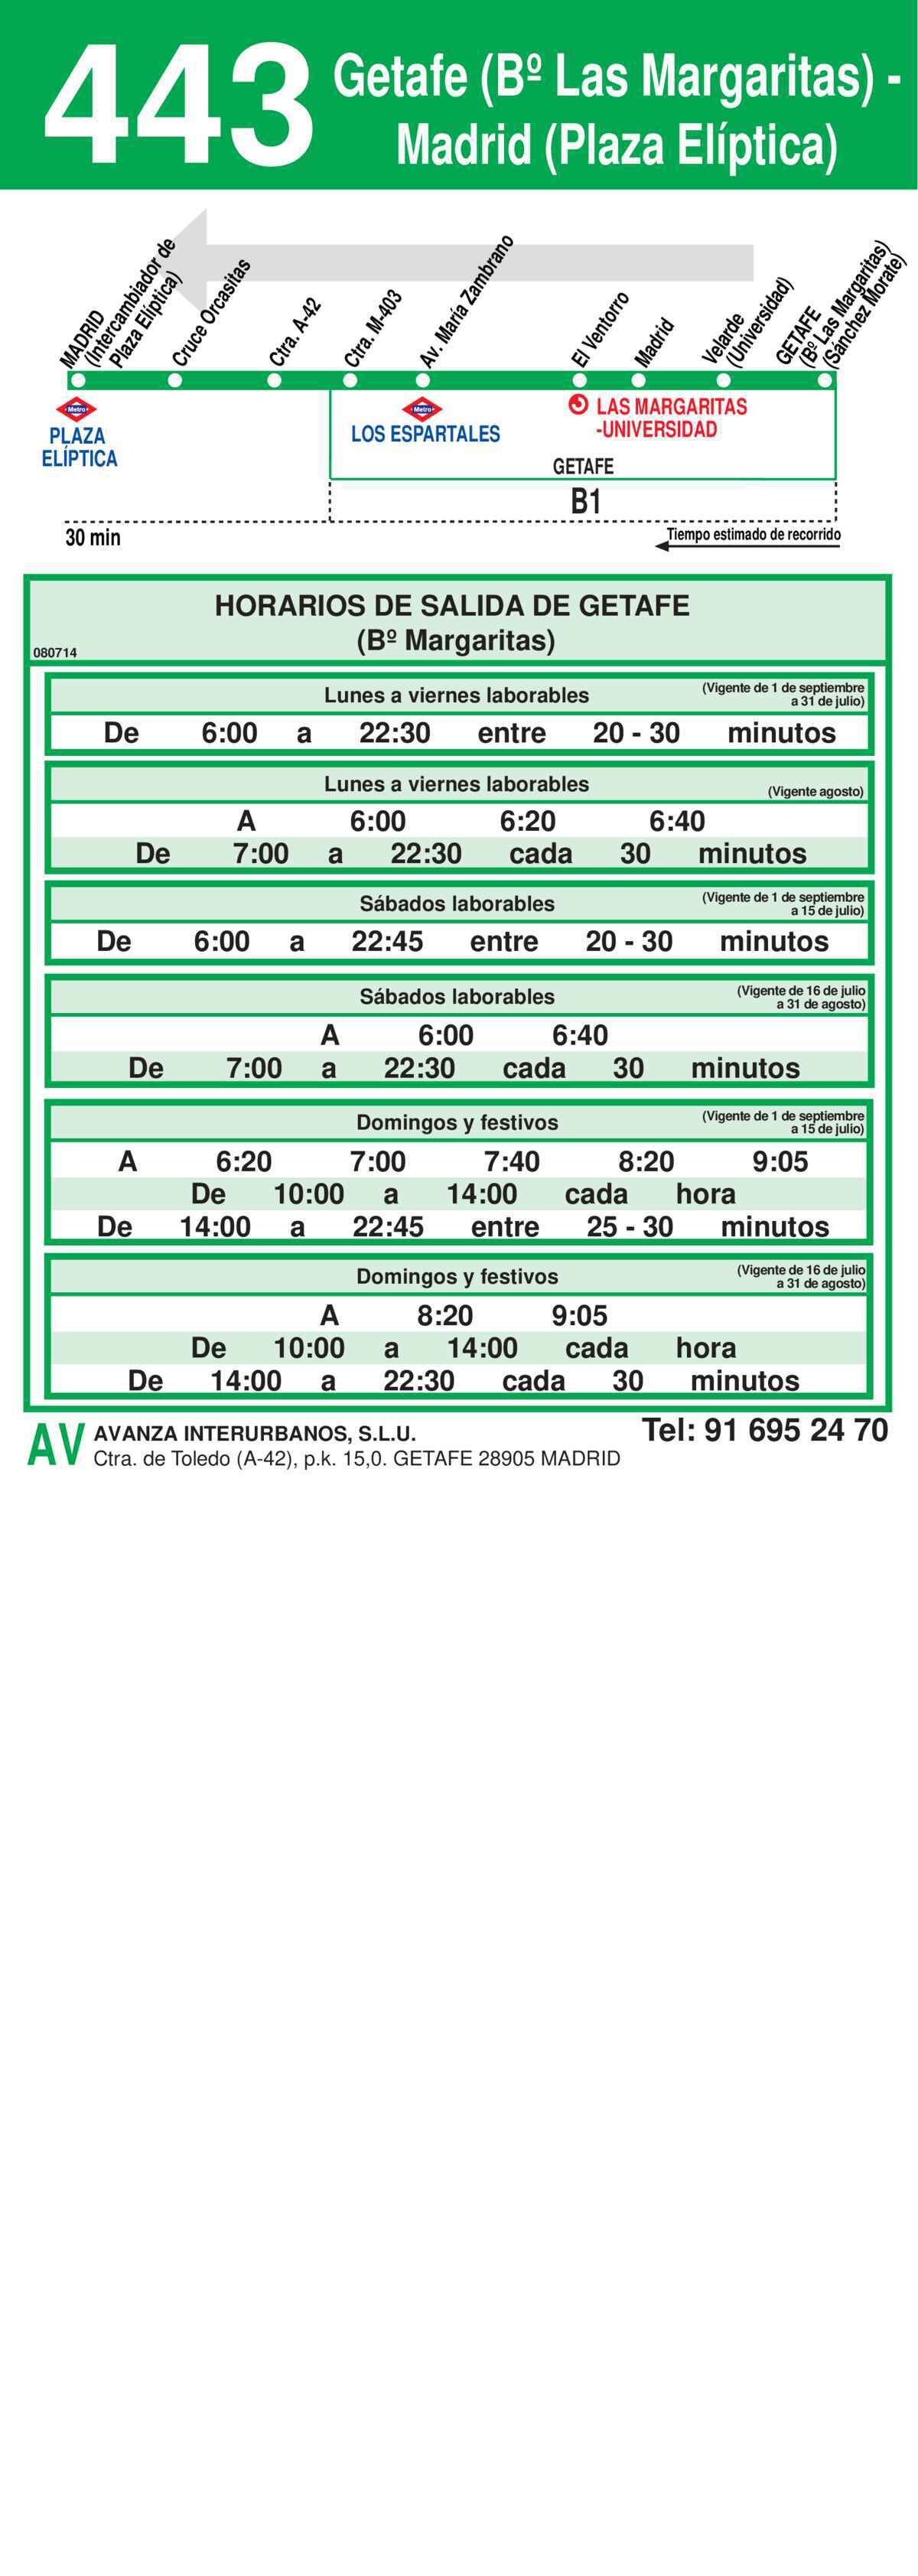 443
Getafe (Bº Las Margaritas) -
Madrid (Plaza Elíptica)
MADRID
(Intercambiador de
Plaza Elíptica)
Cruce Orcasitas
Ctra. A-42
Ctra. M-403
Av. María Zambrano
El Ventorro
Madrid
Velarde
(Universidad)
GETAFE
(Bº Las Margaritas)
(Sánchez Morate)
Metro
PLAZA
ELÍPTICA
Metro
LOS ESPARTALES
LAS MARGARITAS
-UNIVERSIDAD
GETAFE
B1
30 min
Tiempo estimado de recorrido
HORARIOS DE SALIDA DE GETAFE
(Bº Margaritas)
080714
Lunes a viernes laborables
(Vigente de 1 de septiembre
a 31 de julio)
De 6:00 a 22:30 entre 20 - 30 minutos
Lunes a viernes laborables
(Vigente agosto)
A 6:00 6:20 6:40
De 7:00 a 22:30 cada 30 minutos
Sábados laborables
(Vigente de 1 de septiembre
a 15 de julio)
De 6:00 a 22:45 entre 20 - 30 minutos
Sábados laborables
(Vigente de 16 de julio
a 31 de agosto)
A 6:00 6:40
De 7:00 a 22:30 cada 30 minutos
Domingos y festivos
(Vigente de 1 de septiembre
a 15 de julio)
A 6:20 7:00 7:40 8:20 9:05
De 10:00 a 14:00 cada hora
De 14:00 a 22:45 entre 25 - 30 minutos
Domingos y festivos
(Vigente de 16 de julio
a 31 de agosto)
A 8:20 9:05
De 10:00 a 14:00 cada hora
De 14:00 a 22:30 cada 30 minutos
AV
AVANZA INTERURBANOS, S.L.U.
Ctra. de Toledo (A-42), p.k. 15,0. GETAFE 28905 MADRID
Tel: 91 695 24 70